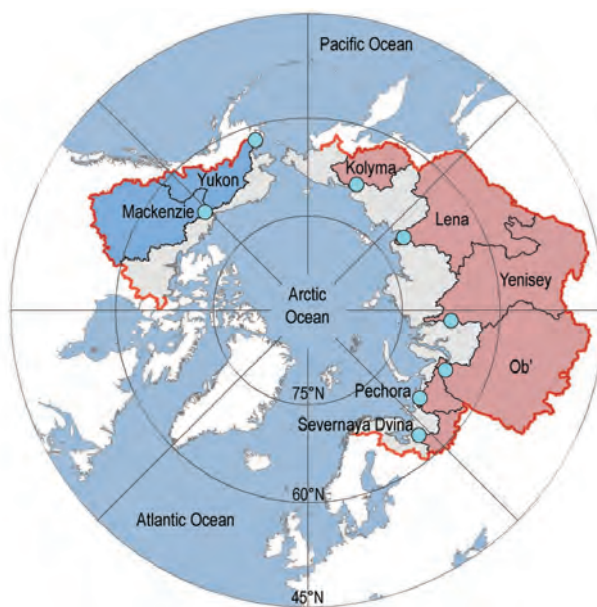 Pacific Ocean
Kolyma
Yukon
Mackenzie
Lena
Yenisey
Arctic
Ocean
Ob'
75°N
Pechora
Severnaya Dvina
60°N
Atlantic Ocean
45°N